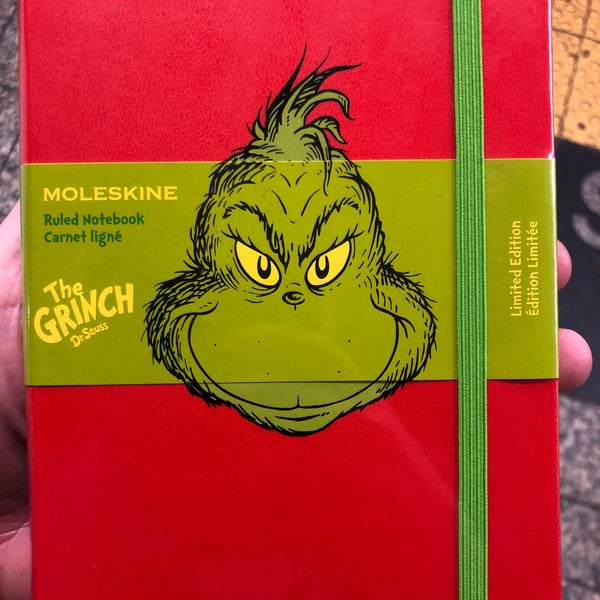 MOLESKINE
Ruled Notebook
Carnet ligné
The
GRINCH
Dr. Seuss
Limited Edition
Édition Limitée